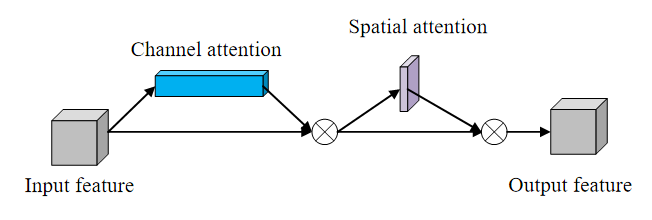 Spatial attention
Channel attention
Input feature
Output feature